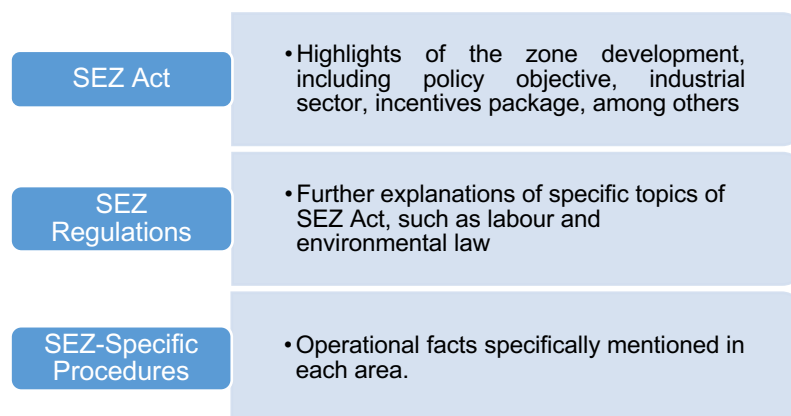 SEZ Act
•Highlights of the zone development,
including policy objective, industrial
sector, incentives package, among others
SEZ
Regulations
•Further explanations of specific topics of
SEZ Act, such as labour and
environmental law
SEZ-Specific
Procedures
•Operational facts specifically mentioned in
each area.